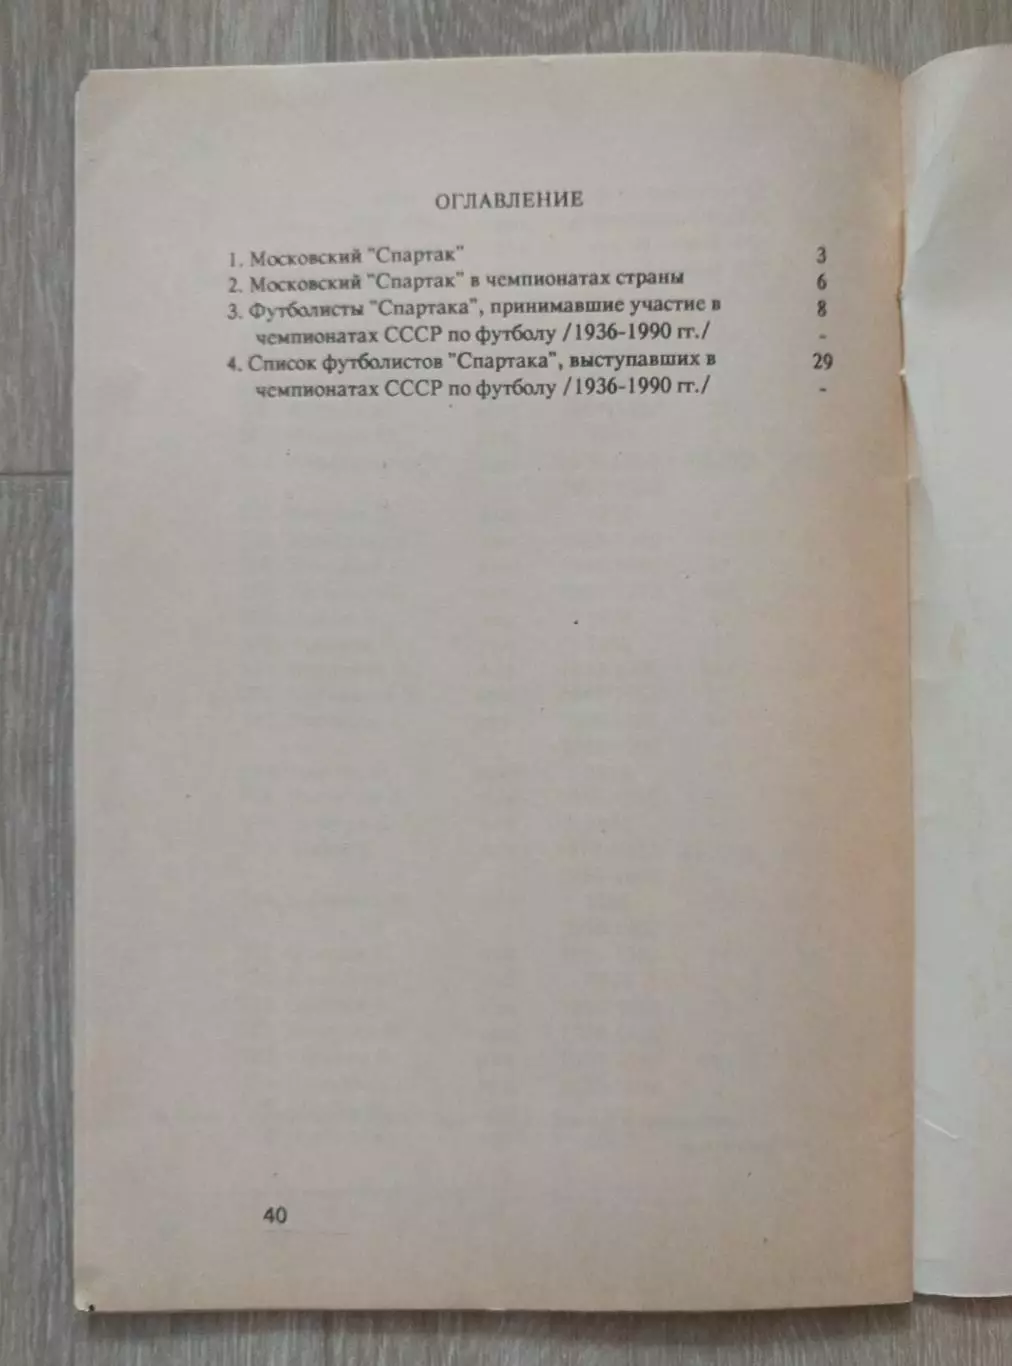 ОГЛАВЛЕНИЕ
1. Московский "Спартак" 3
2. Московский "Спартак" в чемпионатах страны 6
3. Футболисты "Спартака", принимавшие участие в 8
чемпионатах СССР по футболу /1936-1990 гг./ -
4. Список футболистов "Спартака", выступавших в 29
чемпионатах СССР по футболу /1936-1990 гг./ -
40